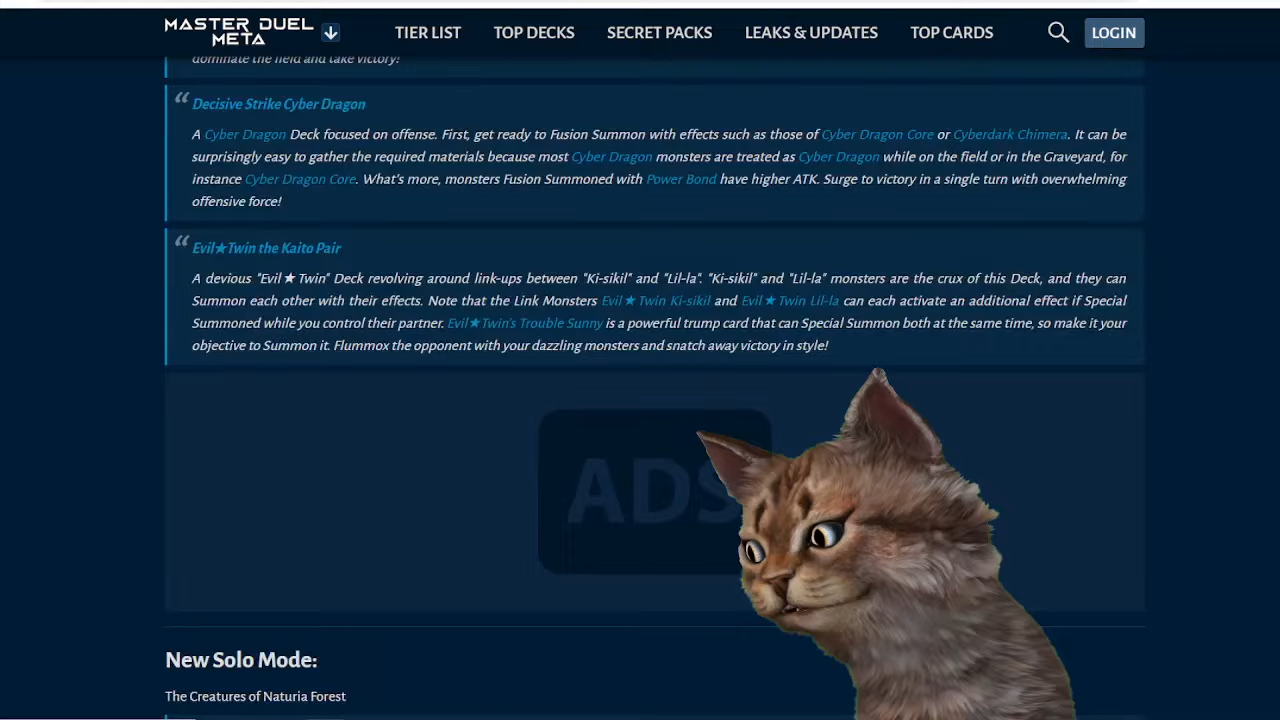 MASTER DUEL
META
TIER LIST
TOP DECKS
SECRET PACKS
LEAKS & UPDATES
TOP CARDS
LOGIN
dominate the field and take victory!
“ Decisive Strike Cyber Dragon
A Cyber Dragon Deck focused on offense. First, get ready to Fusion Summon with effects such as those of Cyber Dragon Core or Cyberdark Chimera. It can be
surprisingly easy to gather the required materials because most Cyber Dragon monsters are treated as Cyber Dragon while on the field or in the Graveyard, for
instance Cyber Dragon Core. What's more, monsters Fusion Summoned with Power Bond have higher ATK. Surge to victory in a single turn with overwhelming
offensive force!
“ Evil★Twin the Kaito Pair
A devious "Evil★Twin" Deck revolving around link-ups between "Ki-sikil" and "Lil-la". "Ki-sikil" and "Lil-la" monsters are the crux of this Deck, and they can
Summon each other with their effects. Note that the Link Monsters Evil★Twin Ki-sikil and Evil★Twin Lil-la can each activate an additional effect if Special
Summoned while you control their partner. Evil★Twin's Trouble Sunny is a powerful trump card that can Special Summon both at the same time, so make it your
objective to Summon it. Flummox the opponent with your dazzling monsters and snatch away victory in style!
ADS
New Solo Mode:
The Creatures of Naturia Forest